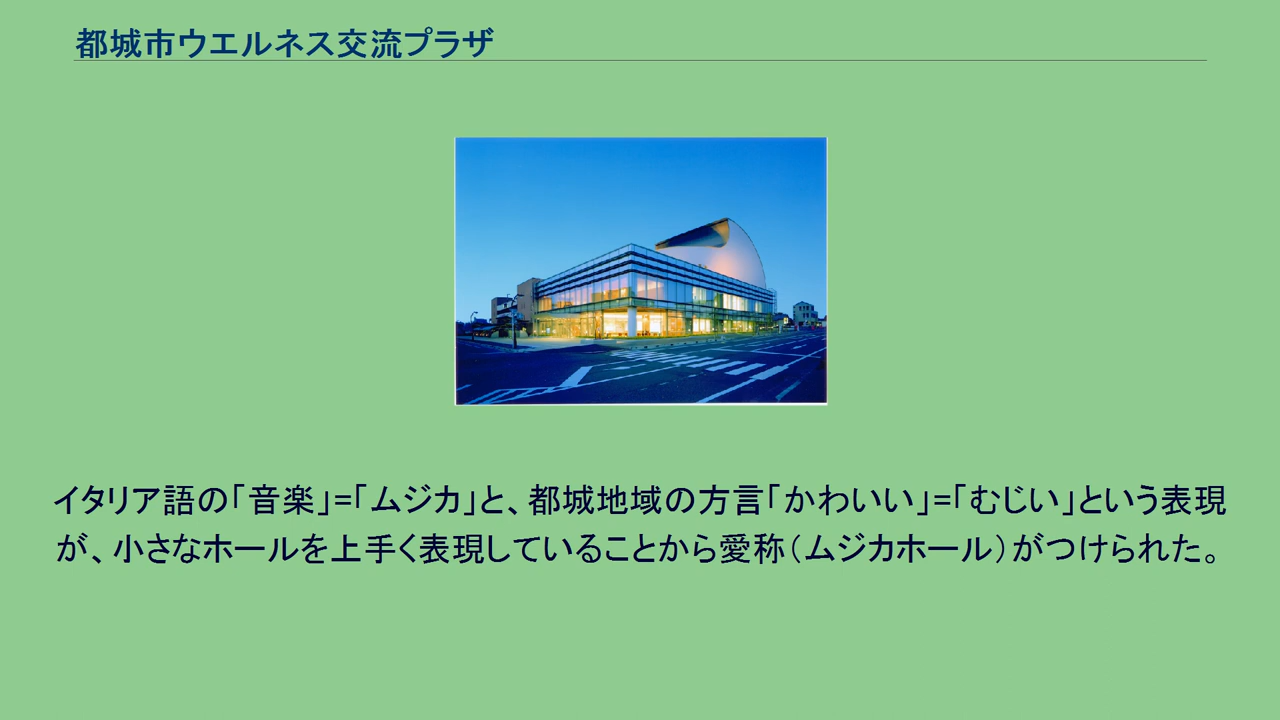 都城市ウエルネス交流プラザ
イタリア語の「音楽」=「ムジカ」と、都城地域の方言「かわいい」=「むじい」という表現
が、小さなホールを上手く表現していることから愛称(ムジカホール)がつけられた。